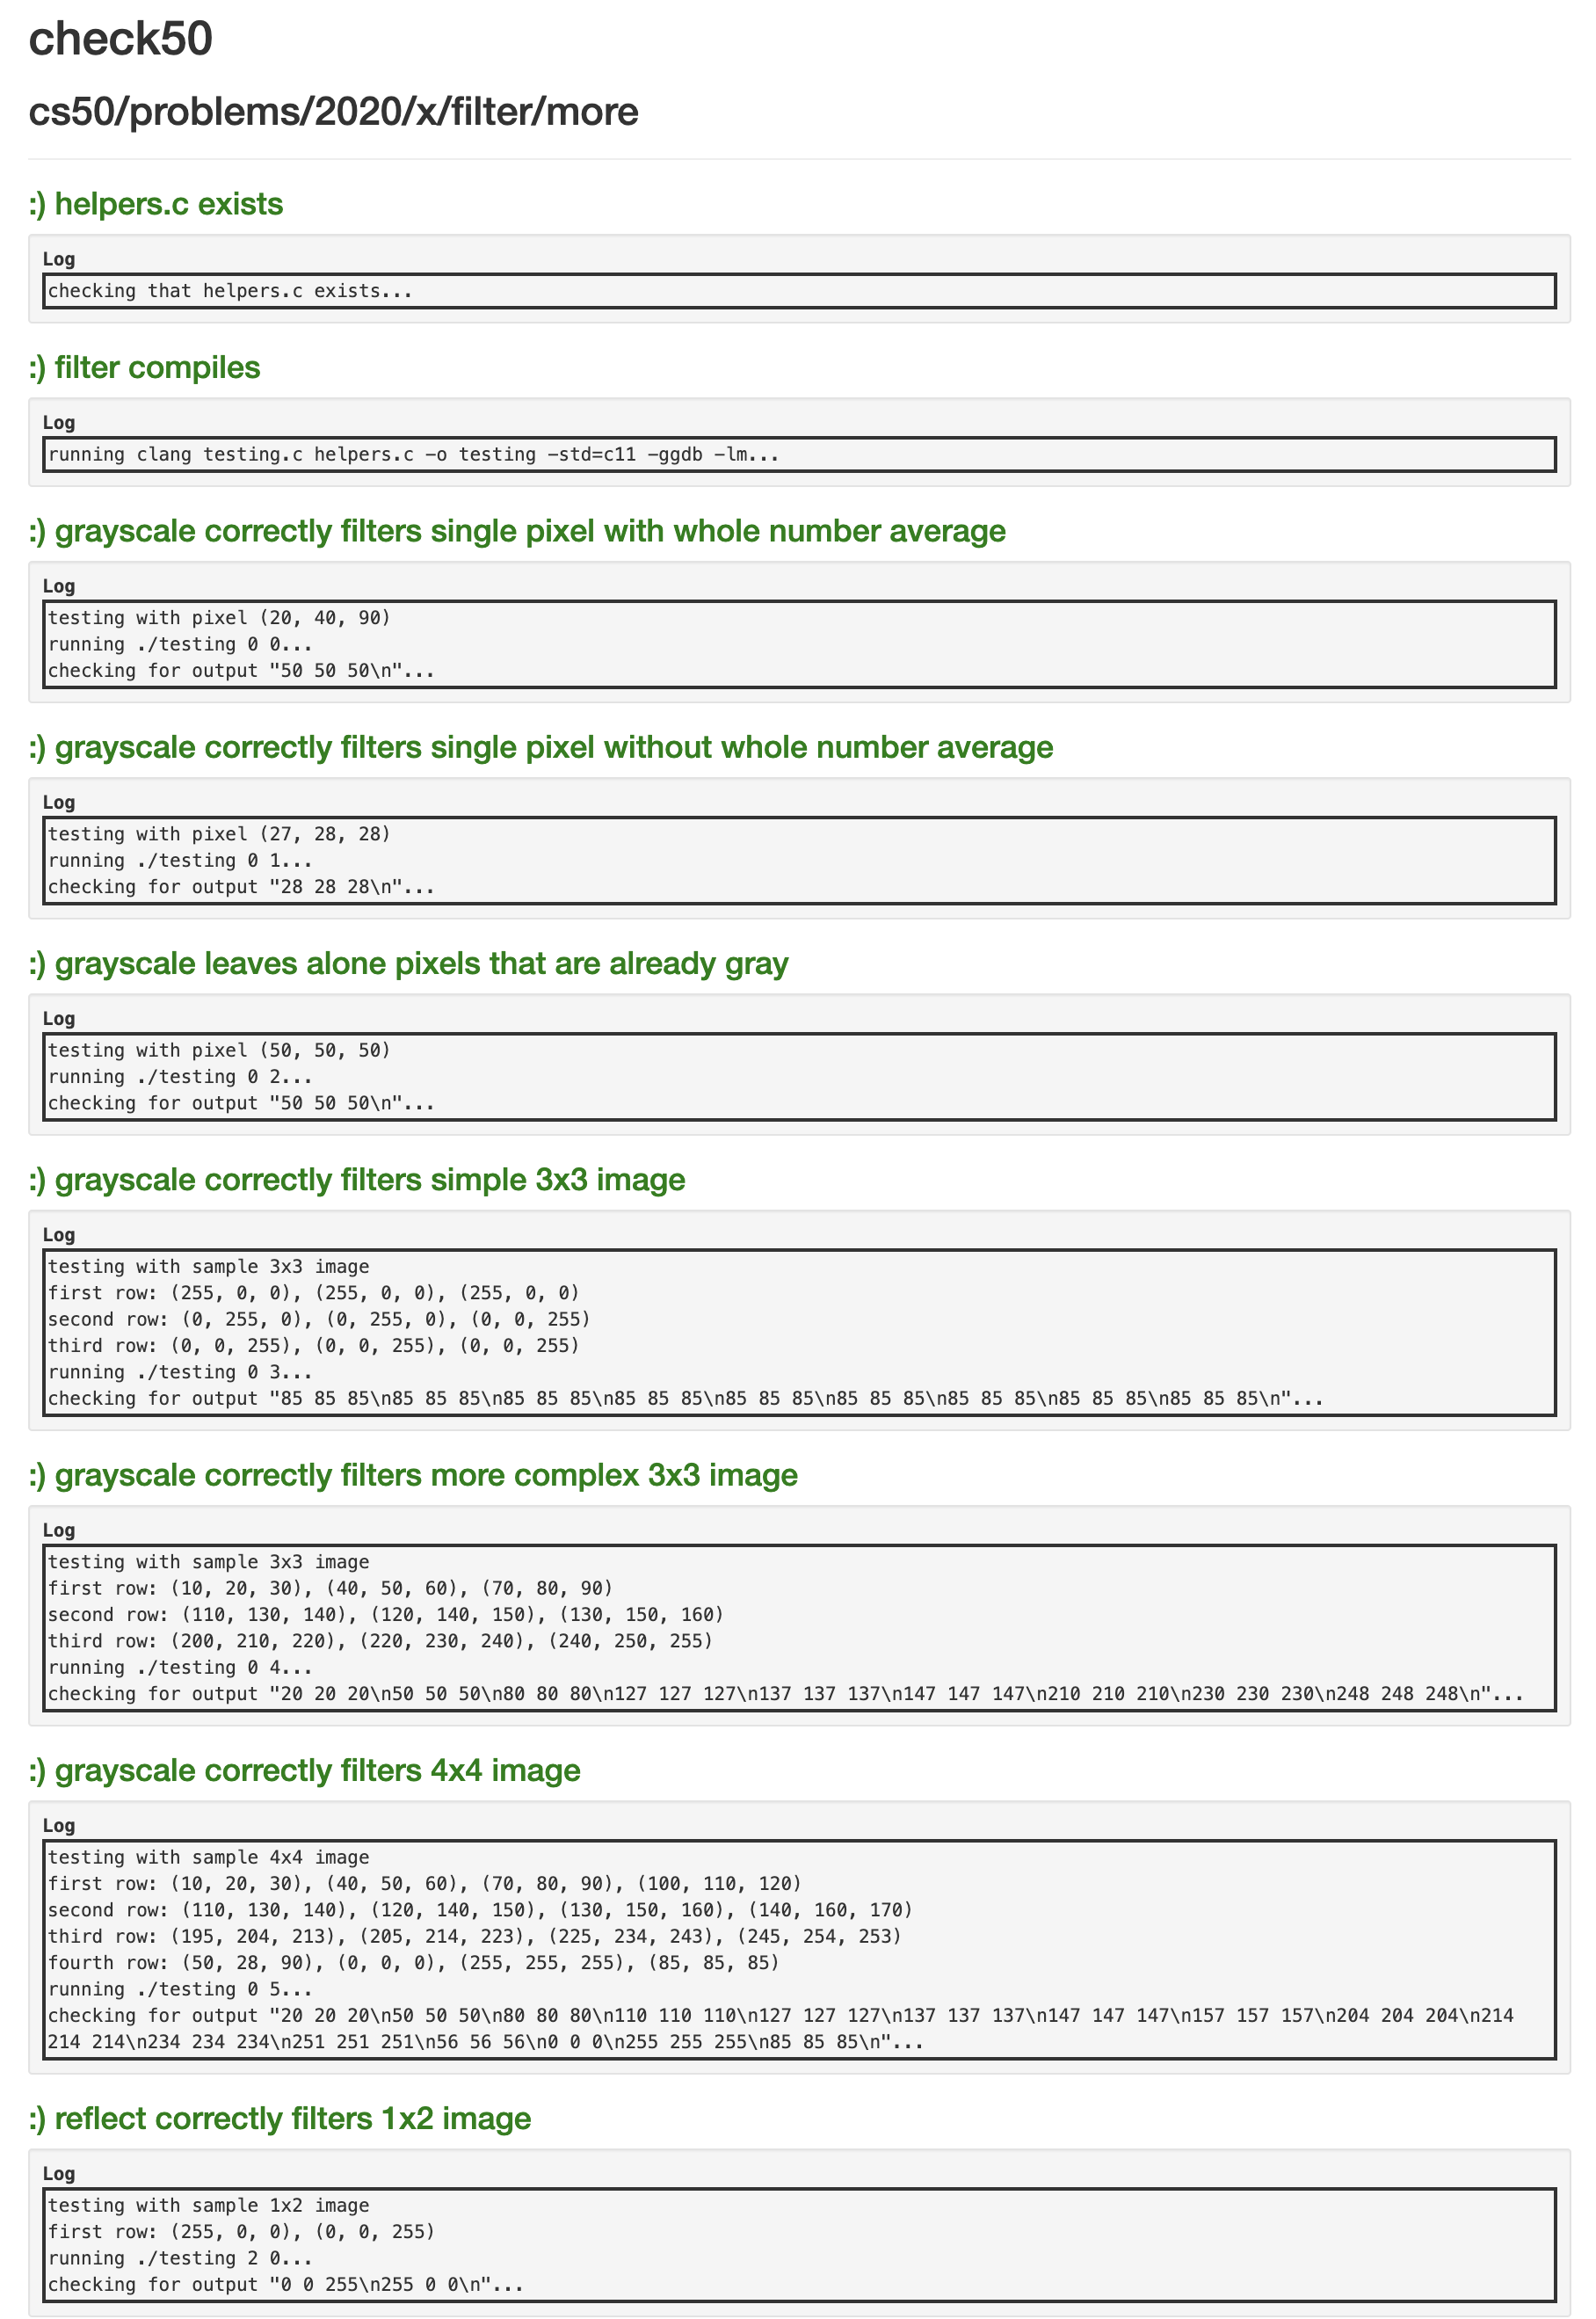 check50
cs50/problems/2020/x/filter/more
:) helpers.c exists
Log
checking that helpers.c exists...
:) filter compiles
Log
running clang testing.c helpers.c -o testing -std=c11 -ggdb -lm...
:) grayscale correctly filters single pixel with whole number average
Log
testing with pixel (20, 40, 90)
running ./testing 0 0...
checking for output "50 50 50\n"...
:) grayscale correctly filters single pixel without whole number average
Log
testing with pixel (27, 28, 28)
running ./testing 0 1...
checking for output "28 28 28\n"...
:) grayscale leaves alone pixels that are already gray
Log
testing with pixel (50, 50, 50)
running ./testing 0 2...
checking for output "50 50 50\n"...
:) grayscale correctly filters simple 3x3 image
Log
testing with sample 3x3 image
first row: (255, 0, 0), (255, 0, 0), (255, 0, 0)
second row: (0, 255, 0), (0, 255, 0), (0, 0, 255)
third row: (0, 0, 255), (0, 0, 255), (0, 0, 255)
running ./testing 0 3...
checking for output "85 85 85\n85 85 85\n85 85 85\n85 85 85\n85 85 85\n85 85 85\n85 85 85\n85 85 85\n85 85 85\n"...
:) grayscale correctly filters more complex 3x3 image
Log
testing with sample 3x3 image
first row: (10, 20, 30), (40, 50, 60), (70, 80, 90)
second row: (110, 130, 140), (120, 140, 150), (130, 150, 160)
third row: (200, 210, 220), (220, 230, 240), (240, 250, 255)
running ./testing 0 4...
checking for output "20 20 20\n50 50 50\n80 80 80\n127 127 127\n137 137 137\n147 147 147\n210 210 210\n230 230 230\n248 248 248\n"...
:) grayscale correctly filters 4x4 image
Log
testing with sample 4x4 image
first row: (10, 20, 30), (40, 50, 60), (70, 80, 90), (100, 110, 120)
second row: (110, 130, 140), (120, 140, 150), (130, 150, 160), (140, 160, 170)
third row: (195, 204, 213), (205, 214, 223), (225, 234, 243), (245, 254, 253)
fourth row: (50, 28, 90), (0, 0, 0), (255, 255, 255), (85, 85, 85)
running ./testing 0 5...
checking for output "20 20 20\n50 50 50\n80 80 80\n110 110 110\n127 127 127\n137 137 137\n147 147 147\n157 157 157\n204 204 204\n214
214 214\n234 234 234\n251 251 251\n56 56 56\n0 0 0\n255 255 255\n85 85 85\n"...
:) reflect correctly filters 1x2 image
Log
testing with sample 1x2 image
first row: (255, 0, 0), (0, 0, 255)
running ./testing 2 0...
checking for output "0 0 255\n255 0 0\n"...